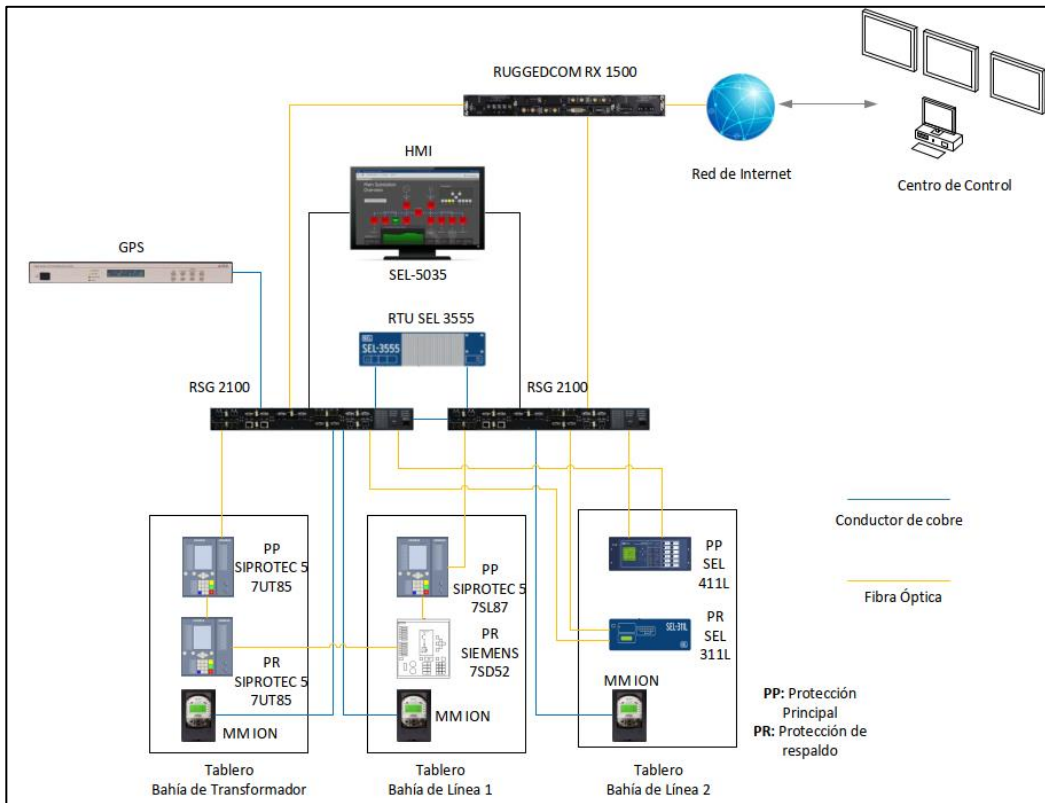 RUGGEDCOM RX 1500
Red de Internet
Centro de Control
HMI
SEL-5035
GPS
RTU SEL 3555
SEL-3555
RSG 2100
RSG 2100
Conductor de cobre
Fibra Óptica
PP
SIPROTEC 5
7UT85
PR
SIPROTEC 5
7UT85
MM ION
Tablero
Bahía de Transformador
PP
SIPROTEC 5
7SL87
PR
SIEMENS
7SD52
MM ION
Tablero
Bahía de Línea 1
PP
SEL
411L
SEL-311L
PR
SEL
311L
MM ION
Tablero
Bahía de Línea 2
PP: Protección
Principal
PR: Protección de
respaldo